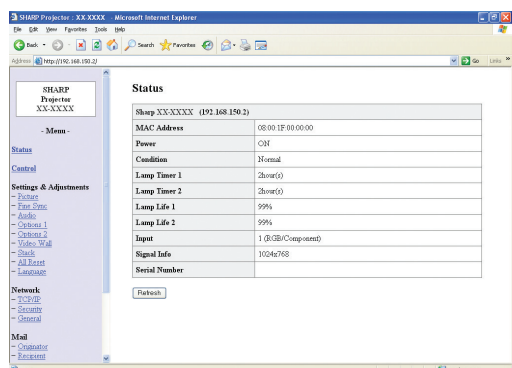 SHARP Projector : XX-XXXX - Microsoft Internet Explorer
File Edit View Favorites Tools Help
Back Search Favorites
Address http://192.168.150.2/ Go Links »
SHARP
Projector
XX-XXXX
- Menu -
Status
Control
Settings & Adjustments
– Picture
– Fine Sync
– Audio
– Options 1
– Options 2
– Video Wall
– Stack
– All Reset
– Language
Network
– TCP/IP
– Security
– General
Mail
– Originator
– Recipient
Status
Sharp XX-XXXX (192.168.150.2)
MAC Address 08:00:1F:00:00:00
Power ON
Condition Normal
Lamp Timer 1 2hour(s)
Lamp Timer 2 2hour(s)
Lamp Life 1 99%
Lamp Life 2 99%
Input 1 (RGB/Component)
Signal Info 1024x768
Serial Number
Refresh